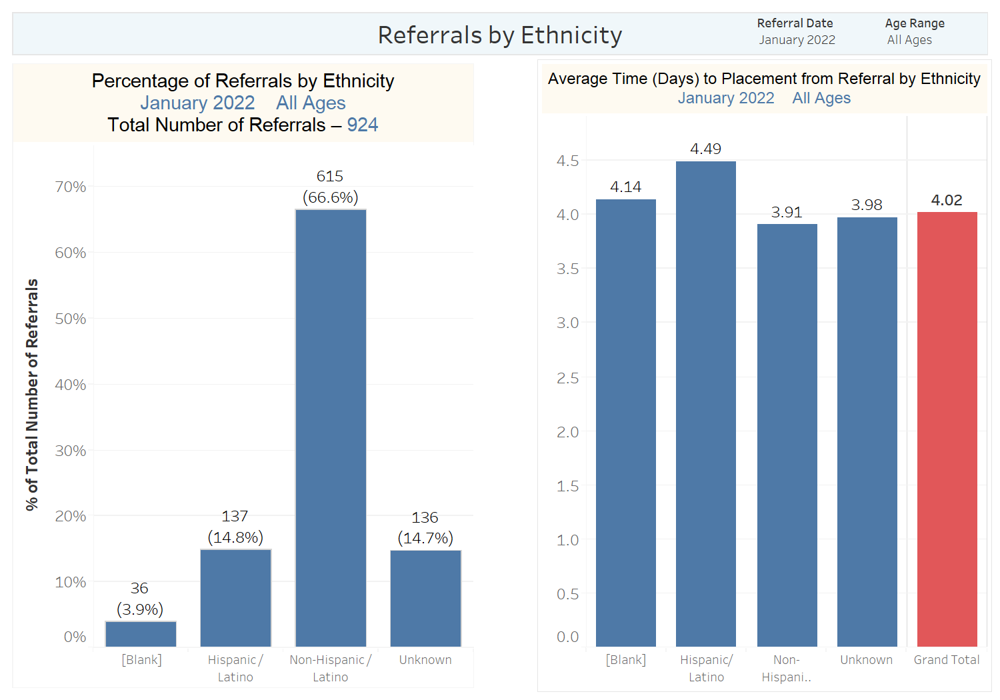 Referrals by Ethnicity
Referral Date
January 2022
Age Range
All Ages
Percentage of Referrals by Ethnicity
January 2022 All Ages
Total Number of Referrals – 924
% of Total Number of Referrals
70%
60%
50%
40%
30%
20%
10%
0%
36
(3.9%)
137
(14.8%)
615
(66.6%)
136
(14.7%)
[Blank]
Hispanic/
Latino
Non-Hispanic/
Latino
Unknown
Average Time (Days) to Placement from Referral by Ethnicity
January 2022 All Ages
4.5
4.0
3.5
3.0
2.5
2.0
1.5
1.0
0.5
0.0
4.14
4.49
3.91
3.98
4.02
[Blank]
Hispanic/
Latino
Non-
Hispani..
Unknown
Grand Total